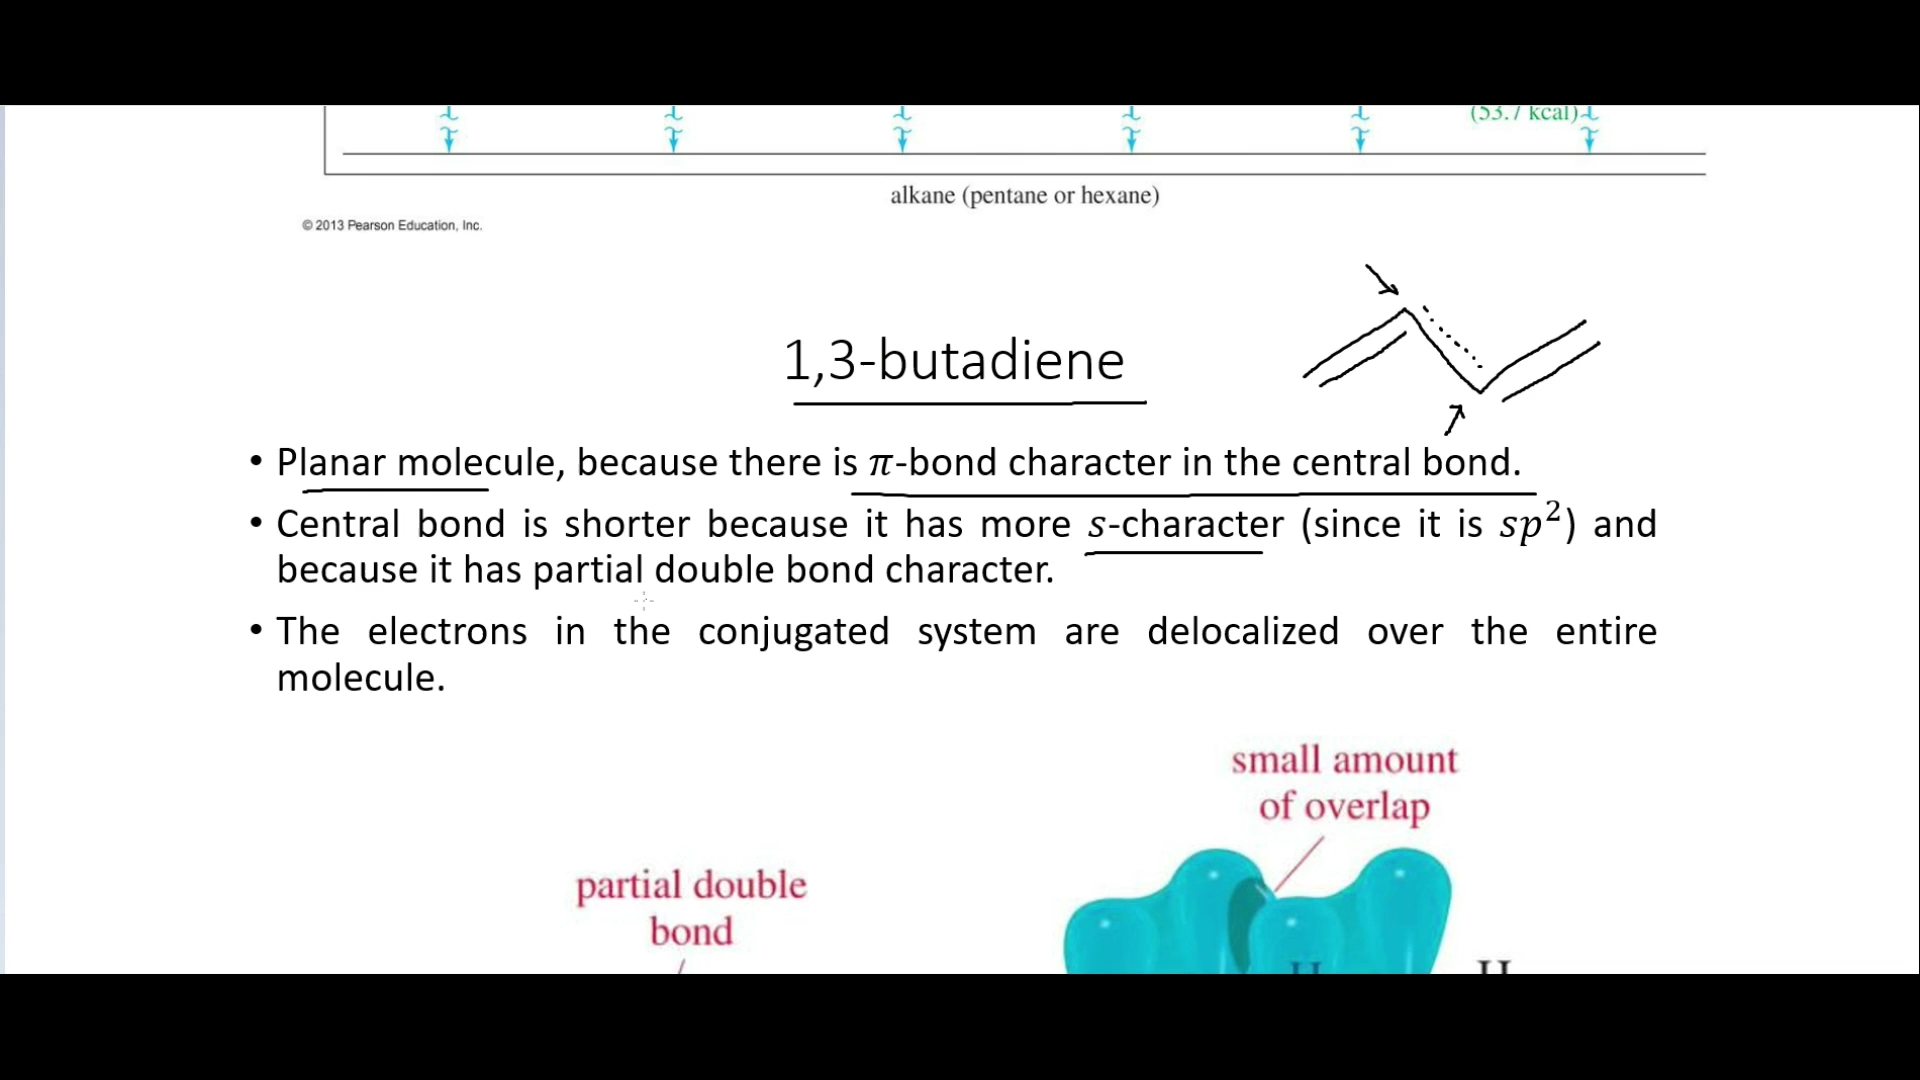 (53.7 kcal)
alkane (pentane or hexane)
© 2013 Pearson Education, Inc.
1,3-butadiene
• Planar molecule, because there is π-bond character in the central bond.
• Central bond is shorter because it has more s-character (since it is sp²) and
because it has partial double bond character.
• The electrons in the conjugated system are delocalized over the entire
molecule.
small amount
of overlap
partial double
bond
H H